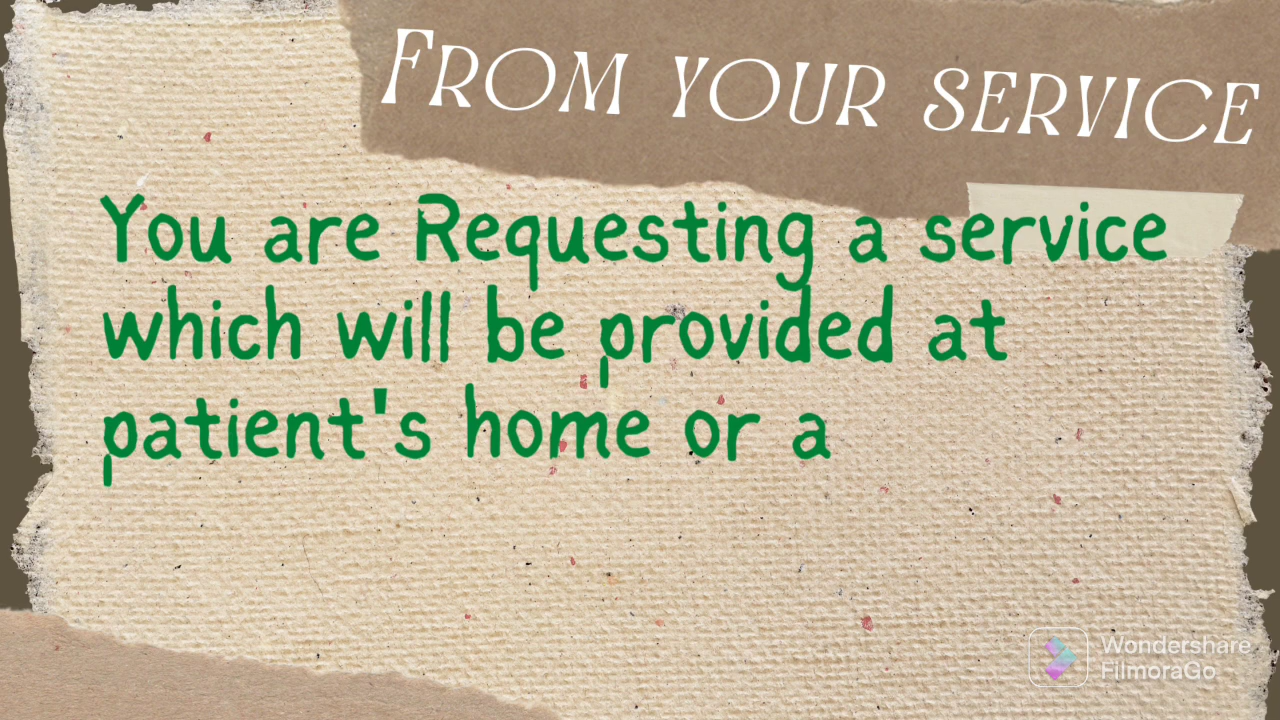 From your service
You are Requesting a service
which will be provided at
patient's home or a
Wondershare
FilmoraGo